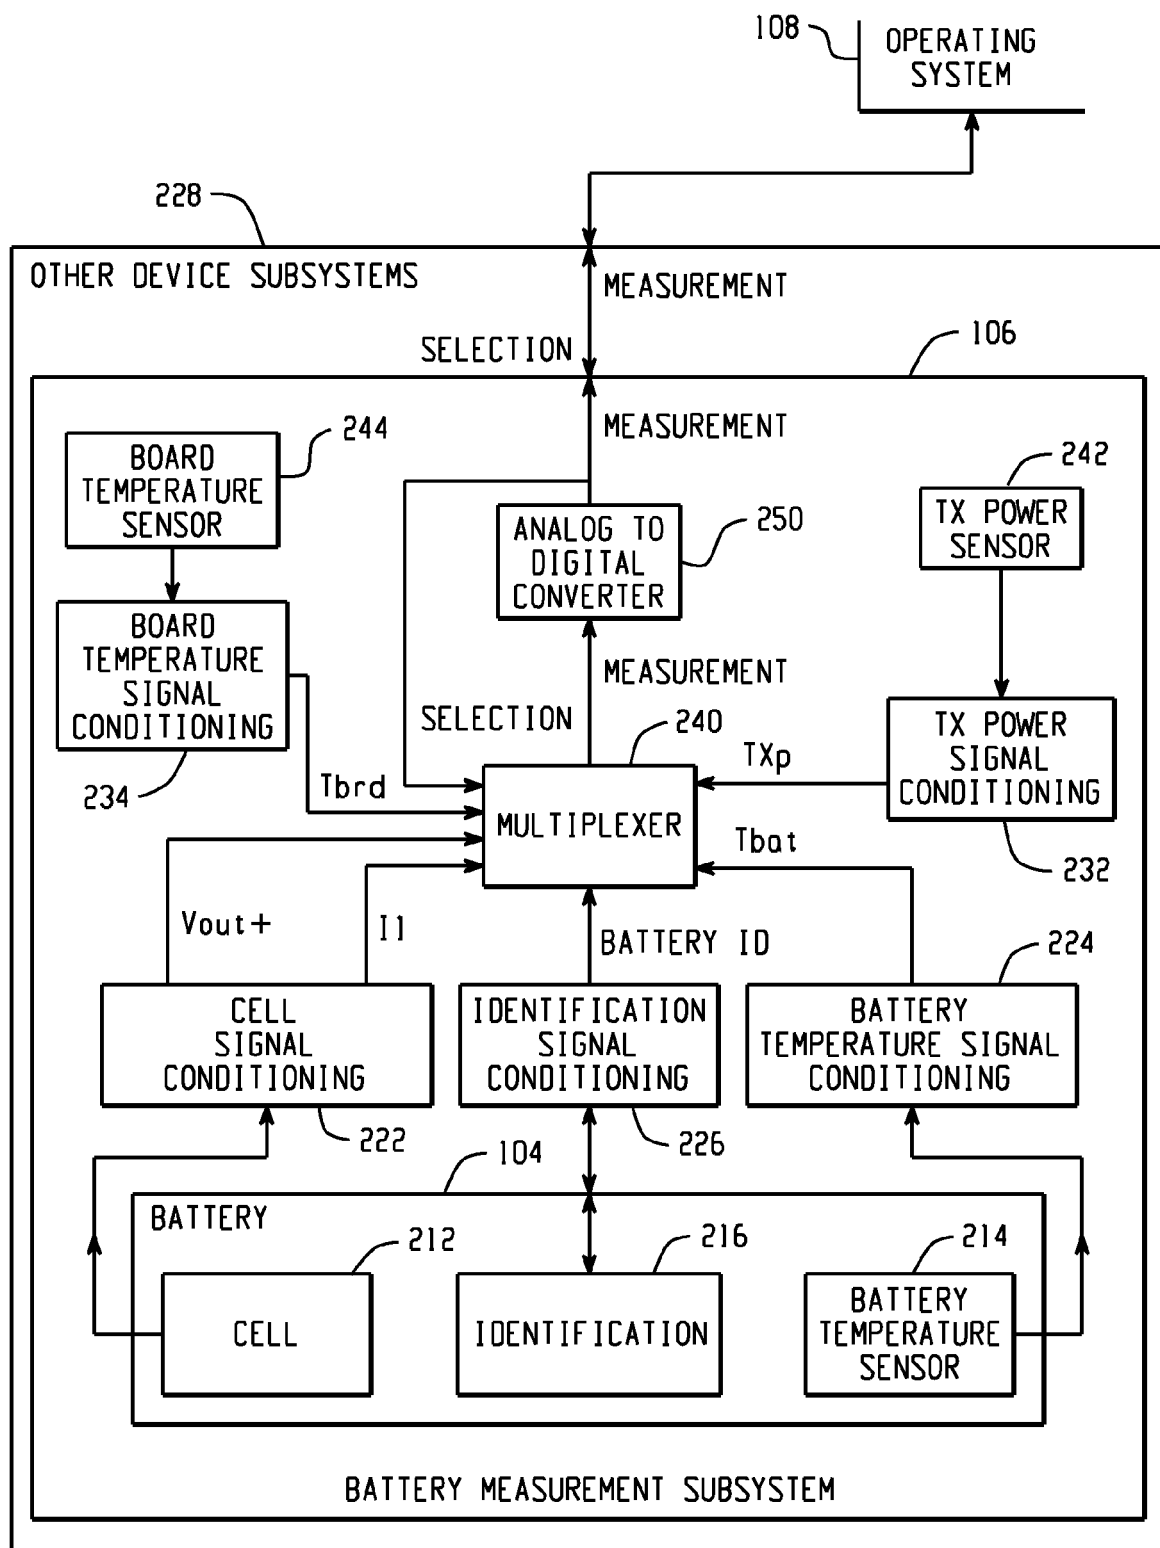 108
OPERATING
SYSTEM
228
OTHER DEVICE SUBSYSTEMS
MEASUREMENT
SELECTION
106
MEASUREMENT
244
BOARD
TEMPERATURE
SENSOR
242
TX POWER
SENSOR
250
ANALOG TO
DIGITAL
CONVERTER
BOARD
TEMPERATURE
SIGNAL
CONDITIONING
234
MEASUREMENT
SELECTION
240
TX POWER
SIGNAL
CONDITIONING
232
TXp
Tbrd
MULTIPLEXER
Tbat
Vout+
I1
BATTERY ID
224
CELL
SIGNAL
CONDITIONING
222
IDENTIFICATION
SIGNAL
CONDITIONING
226
BATTERY
TEMPERATURE SIGNAL
CONDITIONING
104
BATTERY
212
CELL
216
IDENTIFICATION
214
BATTERY
TEMPERATURE
SENSOR
BATTERY MEASUREMENT SUBSYSTEM